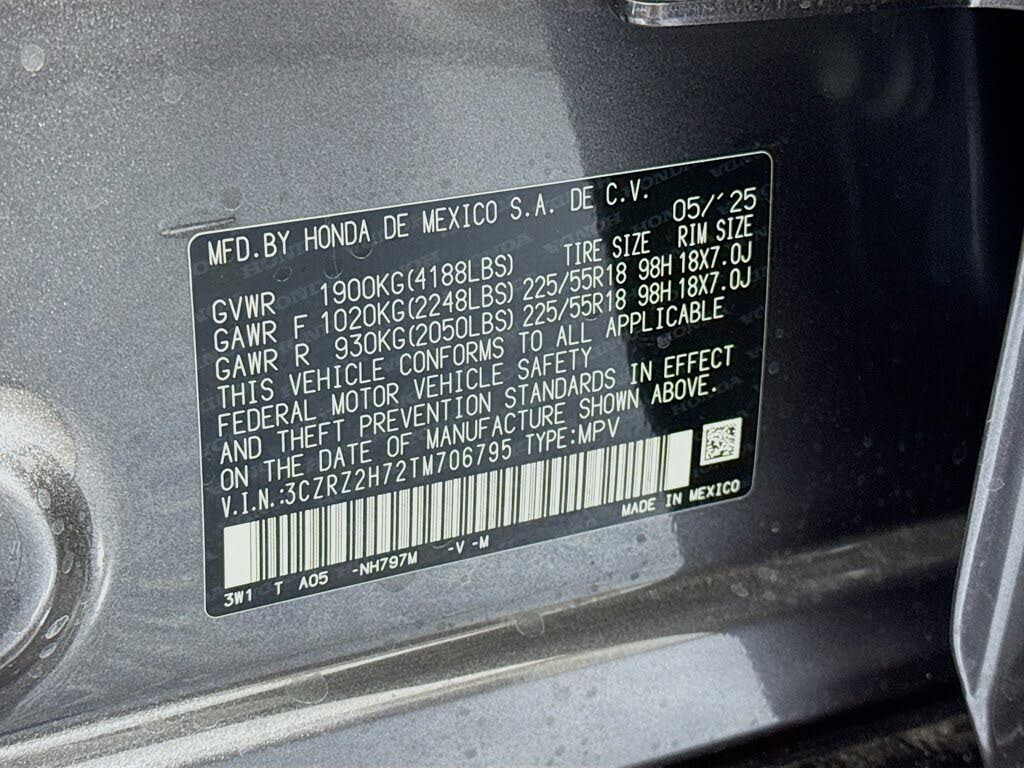 MFD.BY HONDA DE MEXICO S.A. DE C.V. 05/'25
TIRE SIZE RIM SIZE
GVWR 1900KG(4188LBS)
GAWR F 1020KG(2248LBS) 225/55R18 98H 18X7.0J
GAWR R 930KG(2050LBS) 225/55R18 98H 18X7.0J
THIS VEHICLE CONFORMS TO ALL APPLICABLE
FEDERAL MOTOR VEHICLE SAFETY
AND THEFT PREVENTION STANDARDS IN EFFECT
ON THE DATE OF MANUFACTURE SHOWN ABOVE.
V.I.N.:3CZRZ2H72TM706795 TYPE:MPV
MADE IN MEXICO
3W1 T A05 -NH797M -V -M